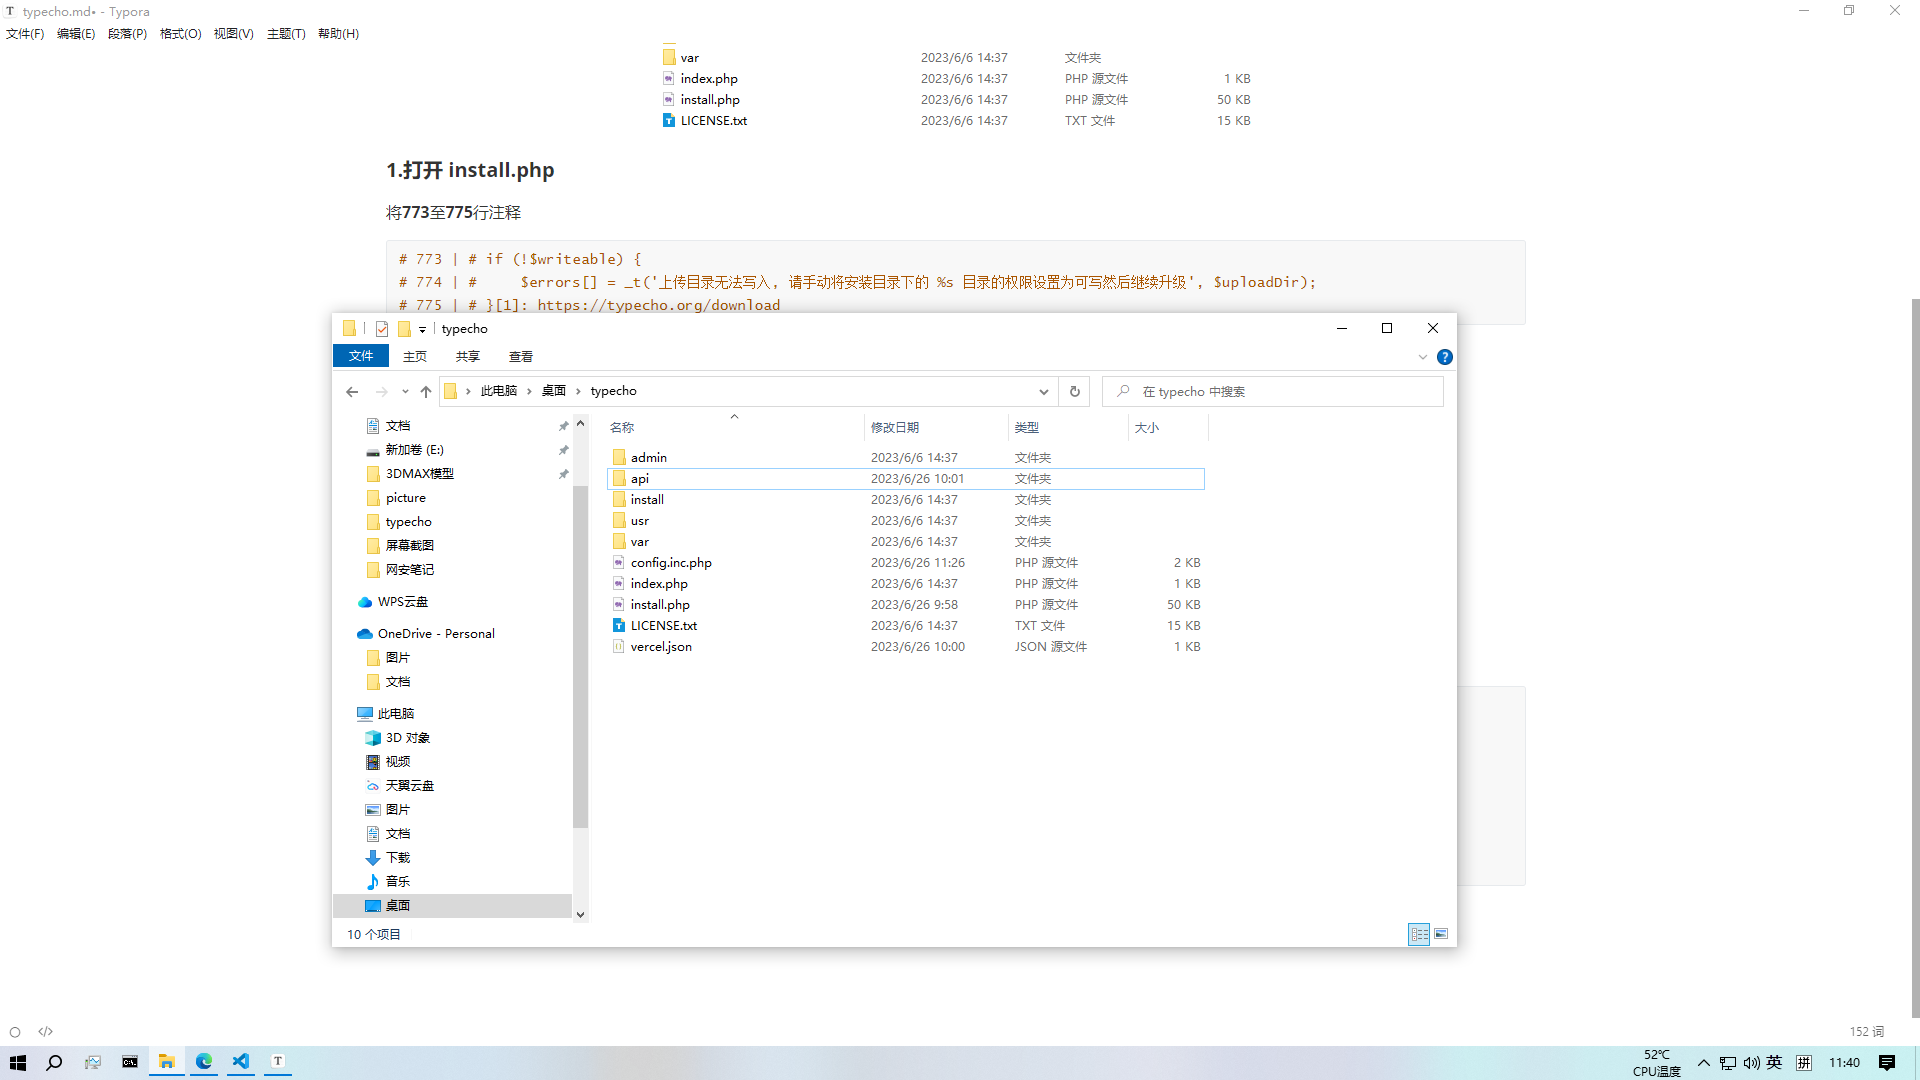 typecho.md• - Typora
文件(F) 编辑(E) 段落(P) 格式(O) 视图(V) 主题(T) 帮助(H)
var 2023/6/6 14:37 文件夹
index.php 2023/6/6 14:37 PHP 源文件 1 KB
install.php 2023/6/6 14:37 PHP 源文件 50 KB
LICENSE.txt 2023/6/6 14:37 TXT 文件 15 KB
1.打开 install.php
将773至775行注释
# 773 | # if (!$writeable) {
# 774 | #     $errors[] = _t('上传目录无法写入, 请手动将安装目录下的 %s 目录的权限设置为可写然后继续升级', $uploadDir);
# 775 | # }[1]: https://typecho.org/download
typecho
文件 主页 共享 查看
此电脑 › 桌面 › typecho
在 typecho 中搜索
名称 修改日期 类型 大小
文档
新加卷 (E:)
3DMAX模型
picture
typecho
屏幕截图
网安笔记
WPS云盘
OneDrive - Personal
图片
文档
此电脑
3D 对象
视频
天翼云盘
图片
文档
下载
音乐
桌面
admin 2023/6/6 14:37 文件夹
api 2023/6/26 10:01 文件夹
install 2023/6/6 14:37 文件夹
usr 2023/6/6 14:37 文件夹
var 2023/6/6 14:37 文件夹
config.inc.php 2023/6/26 11:26 PHP 源文件 2 KB
index.php 2023/6/6 14:37 PHP 源文件 1 KB
install.php 2023/6/26 9:58 PHP 源文件 50 KB
LICENSE.txt 2023/6/6 14:37 TXT 文件 15 KB
vercel.json 2023/6/26 10:00 JSON 源文件 1 KB
10 个项目
152 词
52℃
CPU温度
英
拼
11:40